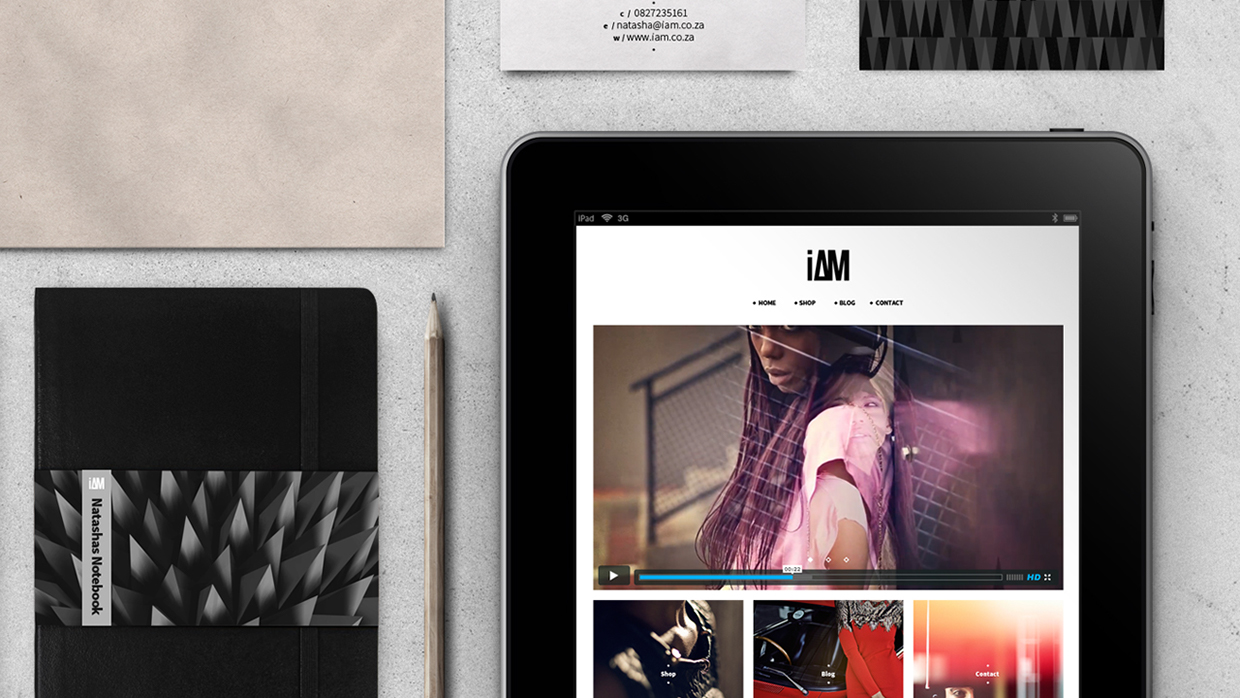 c / 0827235161
e / natasha@iam.co.za
w / www.iam.co.za
iPad 3G
iAM
HOME SHOP BLOG CONTACT
00:22
HD
Shop
Blog
Contact
iAM
Natashas Notebook